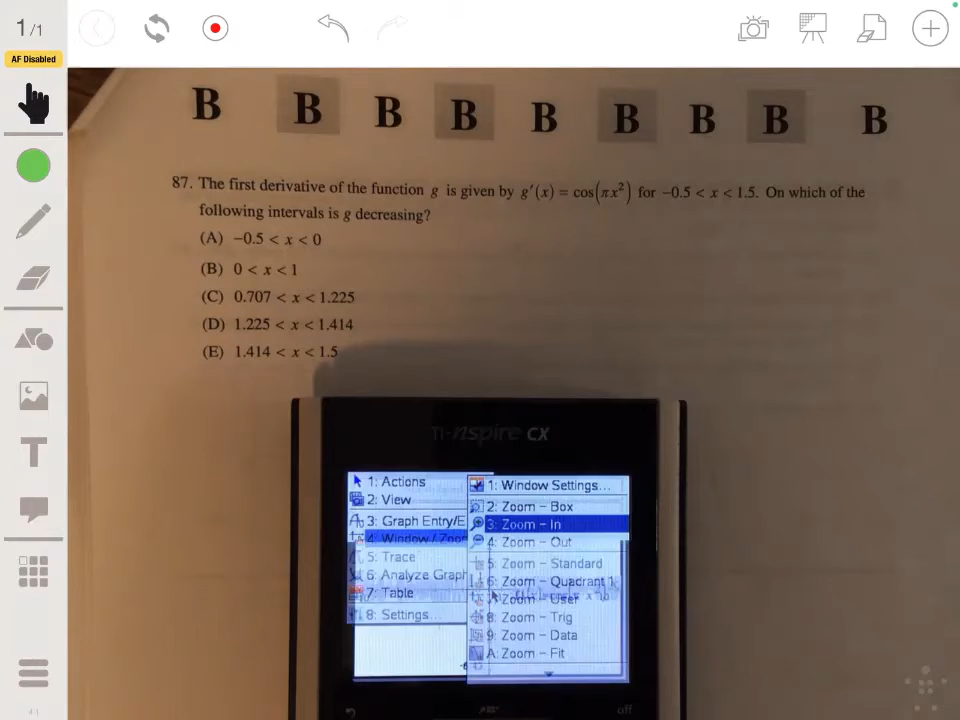 1/1
AF Disabled
B B B B B B B B B
87. The first derivative of the function g is given by g′(x) = cos(πx²) for −0.5 < x < 1.5. On which of the
following intervals is g decreasing?
(A) −0.5 < x < 0
(B) 0 < x < 1
(C) 0.707 < x < 1.225
(D) 1.225 < x < 1.414
(E) 1.414 < x < 1.5
TI-nspire CX
1: Actions
2: View
3: Graph Entry/E
4: Window / Zoom
5: Trace
6: Analyze Graph
7: Table
8: Settings...
1: Window Settings...
2: Zoom – Box
3: Zoom – In
4: Zoom – Out
5: Zoom – Standard
6: Zoom – Quadrant 1
7: Zoom – User
8: Zoom – Trig
9: Zoom – Data
A: Zoom – Fit
off
T